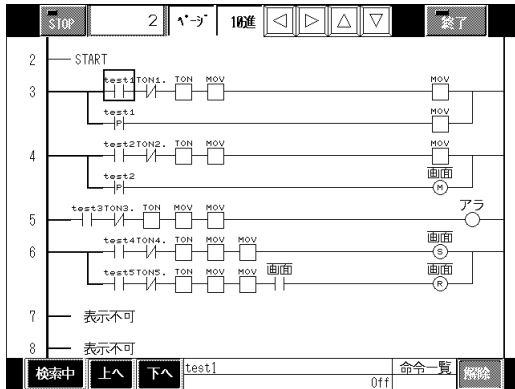 STOP 2 ﾍﾟｰｼﾞ 10進 終了
2 START
test1 TON1. TON MOV MOV
3
test1 MOV
P
test2 TON2. TON MOV MOV
4
test2 画面
P M
test3 TON3. TON MOV MOV アラ
5
test4 TON4. TON MOV MOV 画面
6 S
test5 TON5. TON MOV MOV 画面 画面
R
7 表示不可
8 表示不可
検索中 上へ 下へ test1 命令一覧 解除
Off